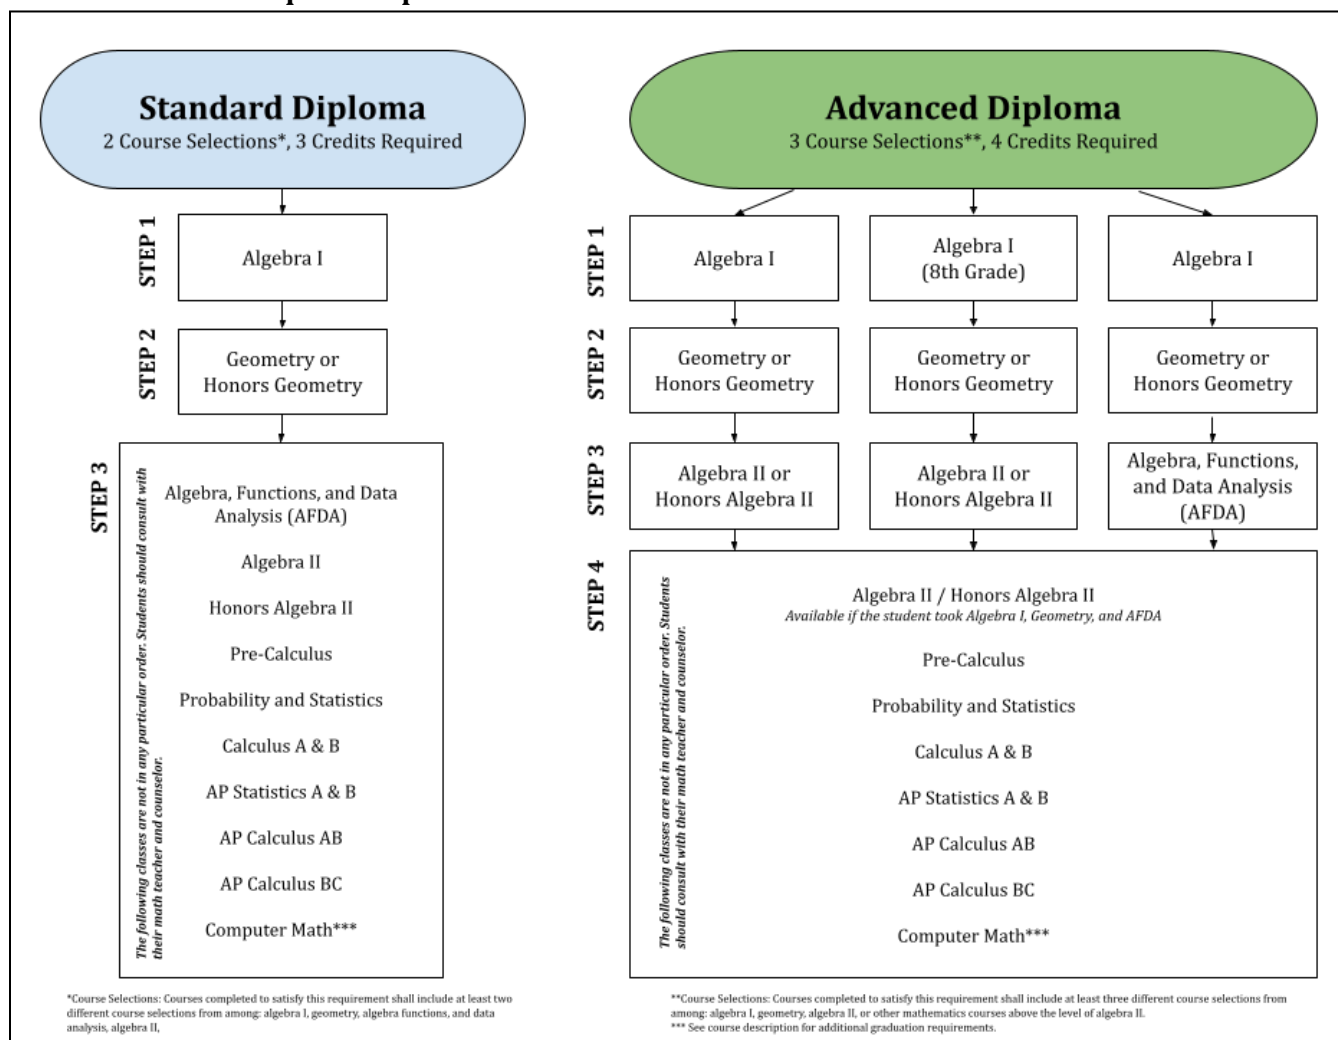 Standard Diploma
2 Course Selections*, 3 Credits Required
STEP 1
Algebra I
STEP 2
Geometry or
Honors Geometry
STEP 3
The following classes are not in any particular order. Students should consult with
their math teacher and counselor.
Algebra, Functions, and Data
Analysis (AFDA)
Algebra II
Honors Algebra II
Pre-Calculus
Probability and Statistics
Calculus A & B
AP Statistics A & B
AP Calculus AB
AP Calculus BC
Computer Math***
*Course Selections: Courses completed to satisfy this requirement shall include at least two
different course selections from among: algebra I, geometry, algebra functions, and data
analysis, algebra II,
Advanced Diploma
3 Course Selections**, 4 Credits Required
STEP 1
Algebra I
Algebra I
(8th Grade)
Algebra I
STEP 2
Geometry or
Honors Geometry
Geometry or
Honors Geometry
Geometry or
Honors Geometry
STEP 3
Algebra II or
Honors Algebra II
Algebra II or
Honors Algebra II
Algebra, Functions,
and Data Analysis
(AFDA)
STEP 4
The following classes are not in any particular order. Students
should consult with their math teacher and counselor.
Algebra II / Honors Algebra II
Available if the student took Algebra I, Geometry, and AFDA
Pre-Calculus
Probability and Statistics
Calculus A & B
AP Statistics A & B
AP Calculus AB
AP Calculus BC
Computer Math***
**Course Selections: Courses completed to satisfy this requirement shall include at least three different course selections from
among: algebra I, geometry, algebra II, or other mathematics courses above the level of algebra II.
*** See course description for additional graduation requirements.